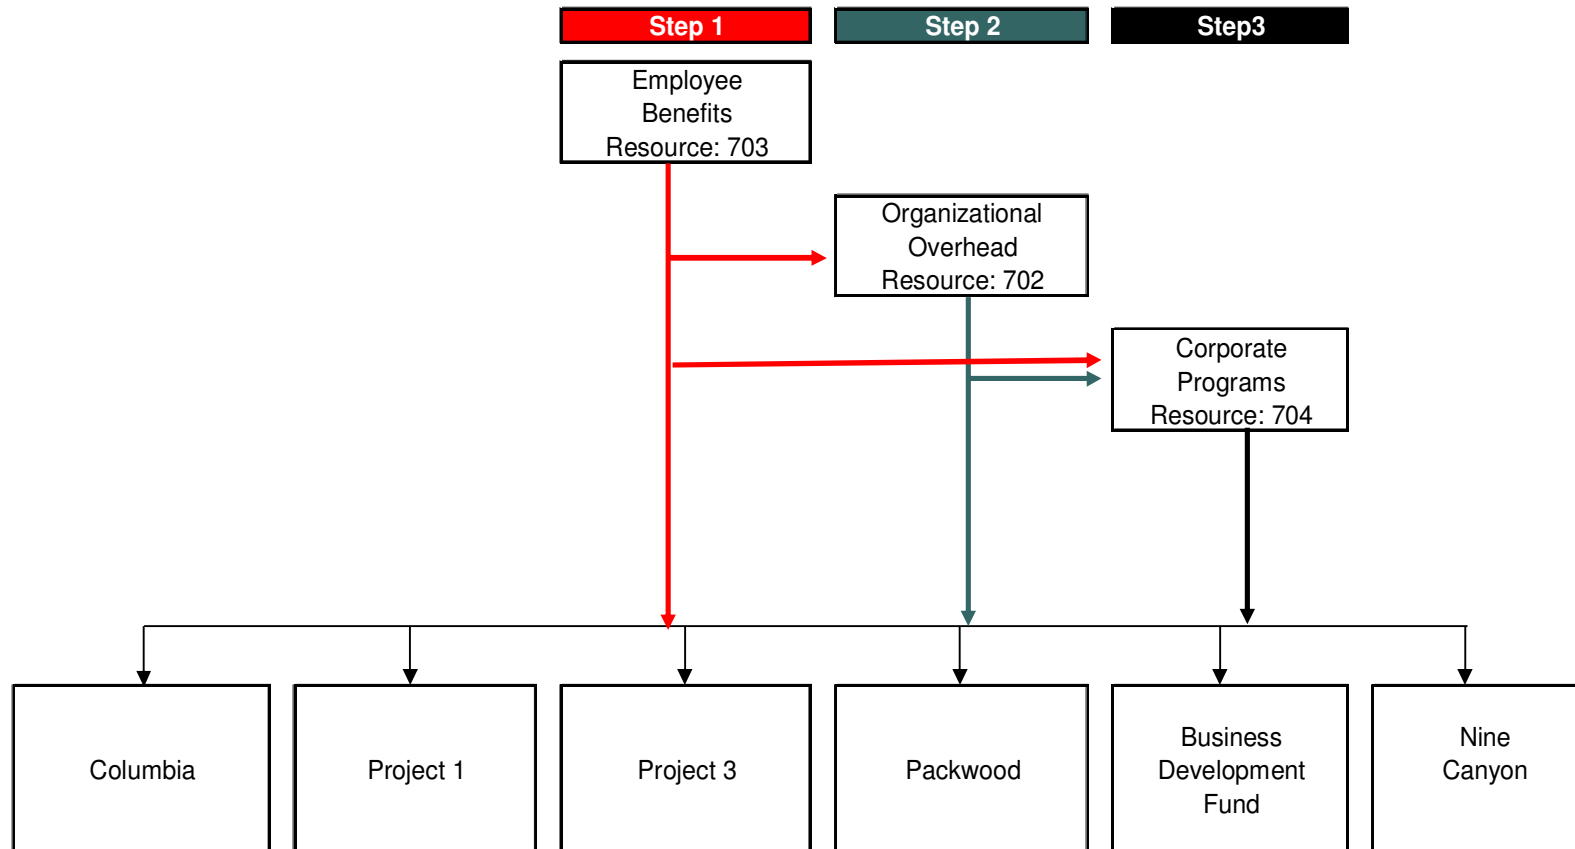 Step 1
Step 2
Step3
Employee
Benefits
Resource: 703
Organizational
Overhead
Resource: 702
Corporate
Programs
Resource: 704
Columbia
Project 1
Project 3
Packwood
Business
Development
Fund
Nine
Canyon